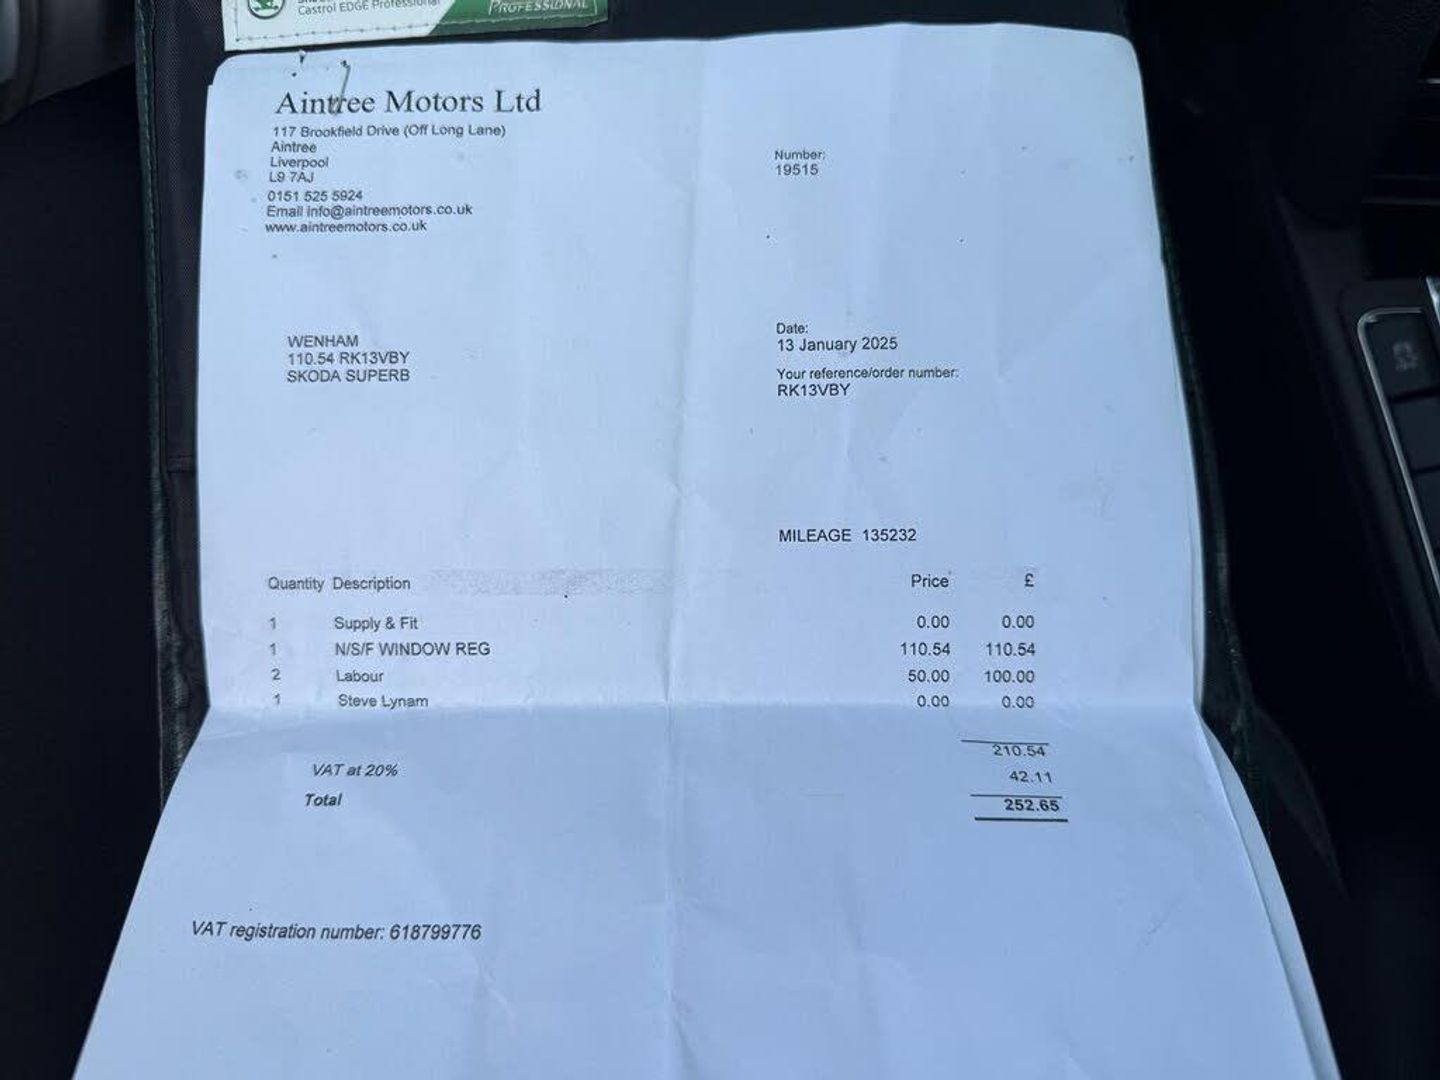 Castrol EDGE Professional
PROFESSIONAL
Aintree Motors Ltd
117 Brookfield Drive (Off Long Lane)
Aintree
Liverpool
L9 7AJ
0151 525 5924
Email info@aintreemotors.co.uk
www.aintreemotors.co.uk
Number:
19515
WENHAM
110.54 RK13VBY
SKODA SUPERB
Date:
13 January 2025
Your reference/order number:
RK13VBY
MILEAGE 135232
Quantity Description Price £
1 Supply & Fit 0.00 0.00
1 N/S/F WINDOW REG 110.54 110.54
2 Labour 50.00 100.00
1 Steve Lynam 0.00 0.00
210.54
VAT at 20% 42.11
Total 252.65
VAT registration number: 618799776